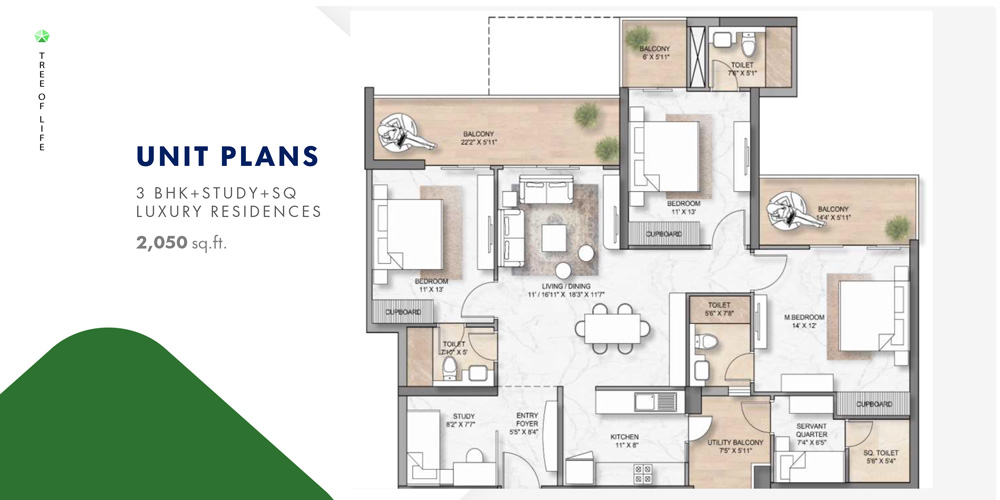 TREE OF LIFE
UNIT PLANS
3 BHK+STUDY+SQ
LUXURY RESIDENCES
2,050 sq.ft.
BALCONY
6' X 5'11"
TOILET
7'6" X 5'1"
BALCONY
22'2" X 5'11"
BEDROOM
11' X 13'
CUPBOARD
BALCONY
14'4" X 5'11"
BEDROOM
11' X 13'
CUPBOARD
LIVING / DINING
11' / 16'11" X 18'3" X 11'7"
TOILET
5'6" X 7'8"
M.BEDROOM
14' X 12'
TOILET
7'10" X 5'
CUPBOARD
STUDY
8'2" X 7'7"
ENTRY
FOYER
5'5" X 8'4"
KITCHEN
11" X 8"
UTILITY BALCONY
7'5" X 5'11"
SERVANT
QUARTER
7'4" X 6'5"
SQ. TOILET
5'6" X 5'4"